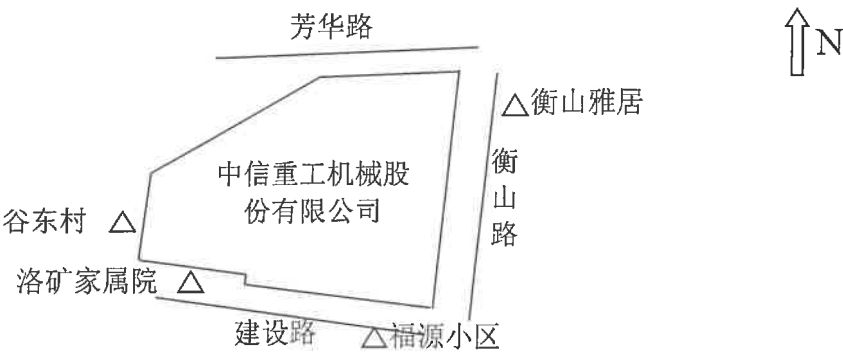 芳华路
N
衡山雅居
中信重工机械股
份有限公司
衡山路
谷东村
洛矿家属院
建设路
福源小区